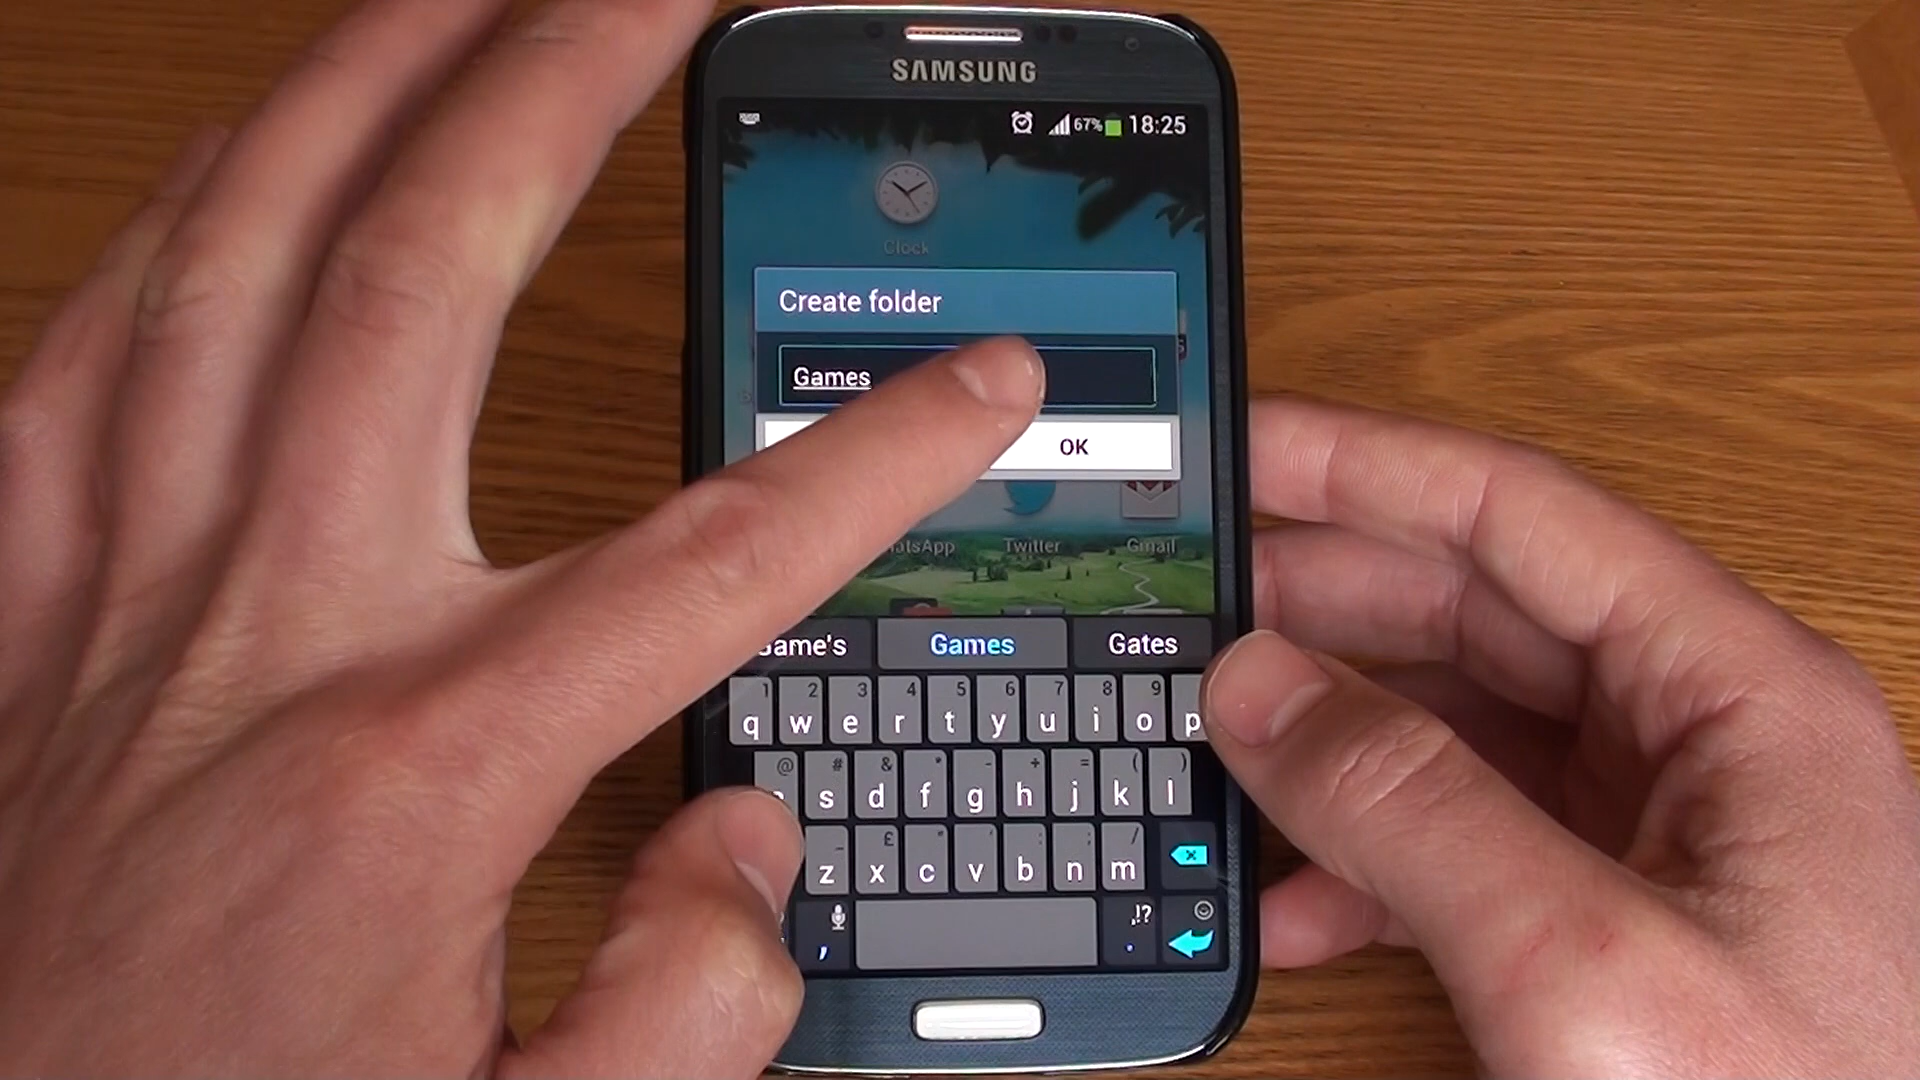 SAMSUNG
67% 18:25
Clock
Create folder
Games
OK
Twitter
Gmail
Games
Gates
1 2 3 4 5 6 7 8 9
q w e r t y u i o p
@ # & * - + = ( )
s d f g h j k l
_ £ " ' : ; /
z x c v b n m
,!?
, .